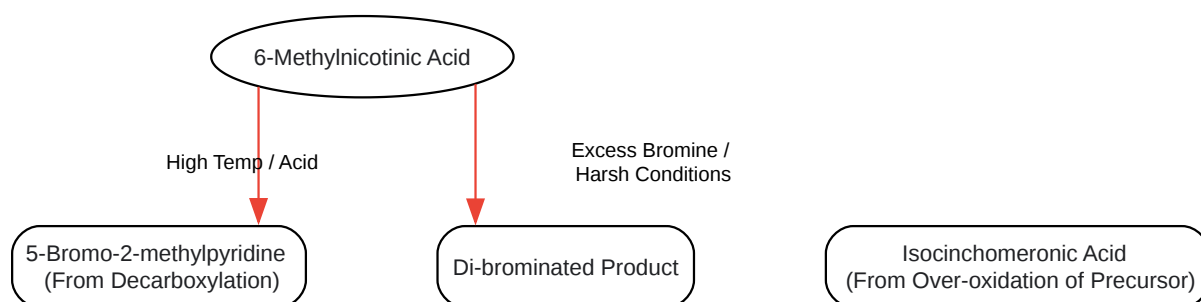 6-Methylnicotinic Acid
High Temp / Acid
Excess Bromine /
Harsh Conditions
5-Bromo-2-methylpyridine
(From Decarboxylation)
Di-brominated Product
Isocinchomeronic Acid
(From Over-oxidation of Precursor)